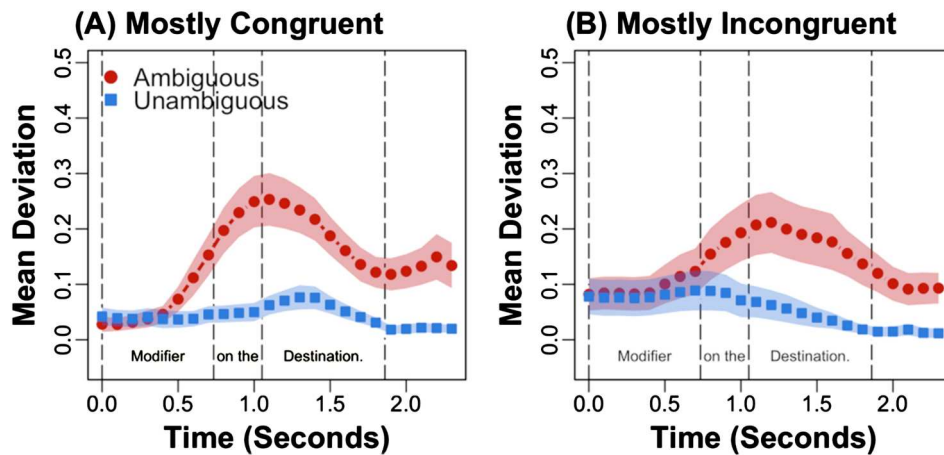 (A) Mostly Congruent
(B) Mostly Incongruent
Mean Deviation
0.5
0.4
0.3
0.2
0.1
0.0
Ambiguous
Unambiguous
Modifier
on the
Destination.
0.0 0.5 1.0 1.5 2.0
Time (Seconds)
Mean Deviation
0.5
0.4
0.3
0.2
0.1
0.0
Modifier
on the
Destination.
0.0 0.5 1.0 1.5 2.0
Time (Seconds)